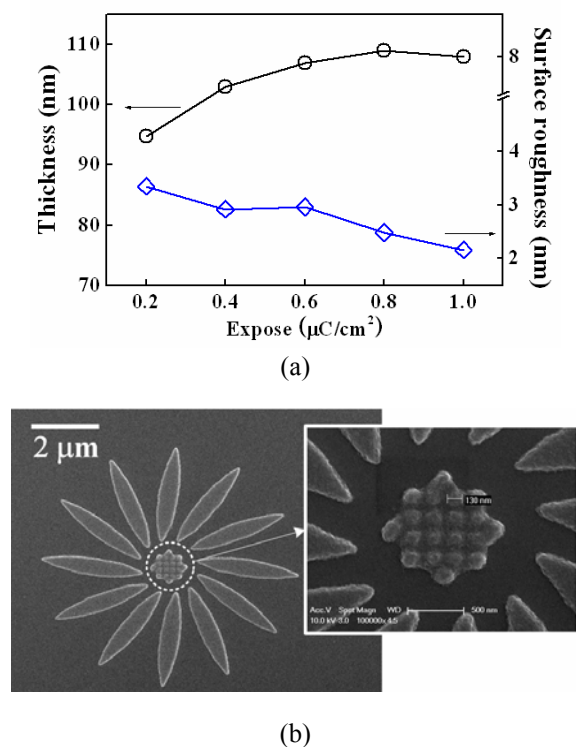 110
100
90
80
70
Thickness (nm)
8
4
3
2
Surface roughness (nm)
0.2 0.4 0.6 0.8 1.0
Expose (μC/cm²)
(a)
2 μm
130 nm
Acc.V Spot Magn WD
10.0 kV 3.0 100000x 4.5
500 nm
(b)